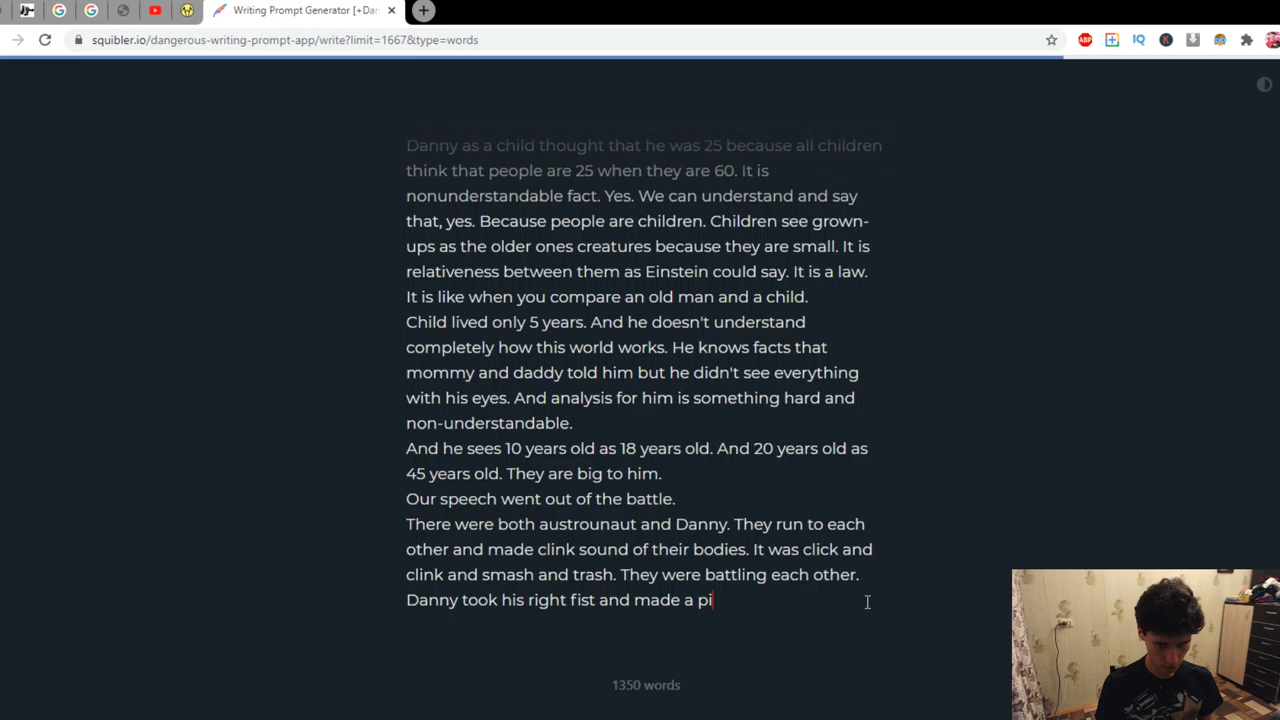 Writing Prompt Generator [+Dan
squibler.io/dangerous-writing-prompt-app/write?limit=1667&type=words
Danny as a child thought that he was 25 because all children
think that people are 25 when they are 60. It is
nonunderstandable fact. Yes. We can understand and say
that, yes. Because people are children. Children see grown-
ups as the older ones creatures because they are small. It is
relativeness between them as Einstein could say. It is a law.
It is like when you compare an old man and a child.
Child lived only 5 years. And he doesn't understand
completely how this world works. He knows facts that
mommy and daddy told him but he didn't see everything
with his eyes. And analysis for him is something hard and
non-understandable.
And he sees 10 years old as 18 years old. And 20 years old as
45 years old. They are big to him.
Our speech went out of the battle.
There were both austrounaut and Danny. They run to each
other and made clink sound of their bodies. It was click and
clink and smash and trash. They were battling each other.
Danny took his right fist and made a pi
1350 words